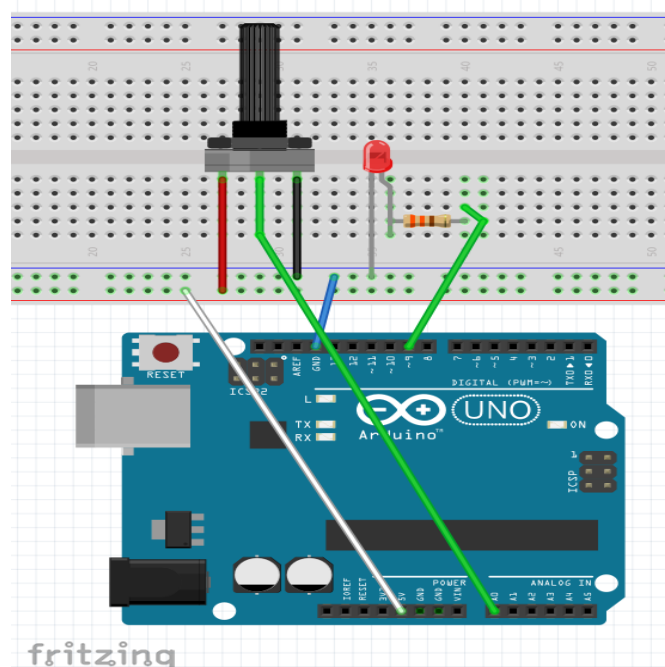 20 25 30 35 40 45 50
20 25 30 35 40 45 50
AREF
GND
13
12
~11
~10
~9
8
7
~6
~5
4
~3
2
TX0▶1
RX0◀0
RESET
ICSP2
DIGITAL (PWM=~)
L
TX
RX
Arduino™
UNO
ON
1
ICSP
POWER
ANALOG IN
IOREF
RESET
3V3
5V
GND
GND
VIN
A0
A1
A2
A3
A4
A5
fritzing